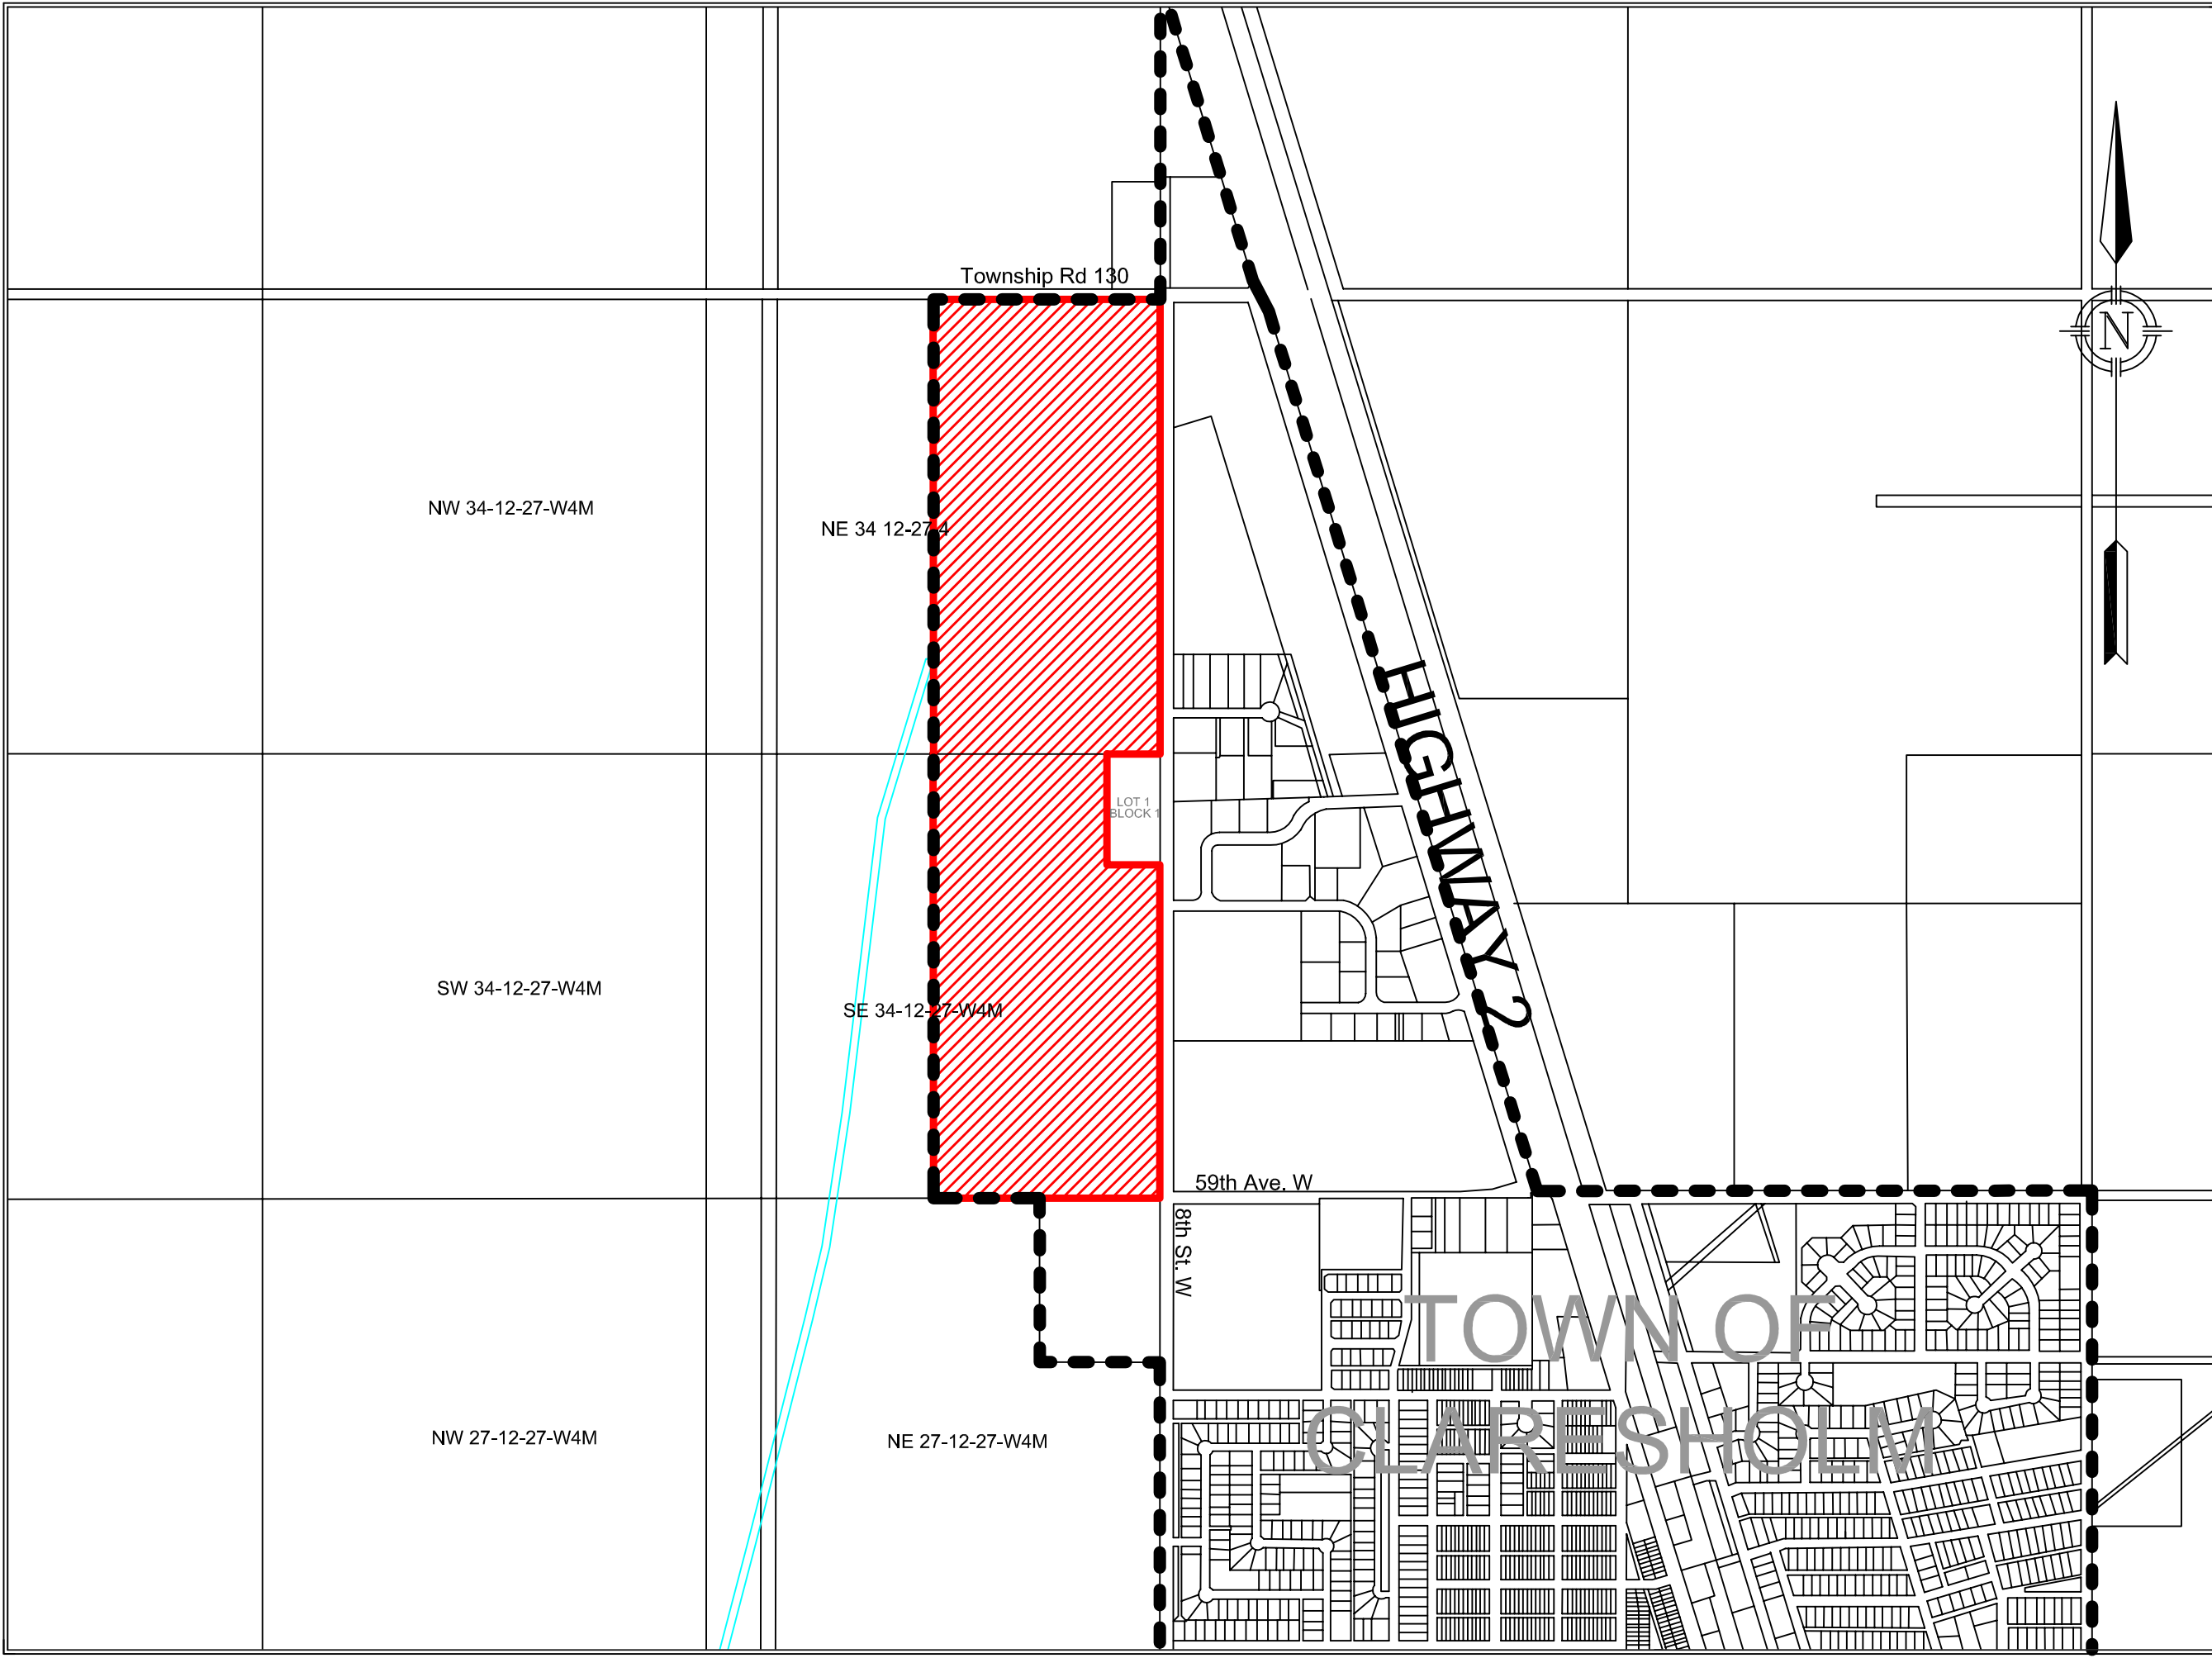 Township Rd 130
N
NW 34-12-27-W4M
NE 34 12-27-4
HIGHWAY 2
LOT 1
BLOCK 1
SW 34-12-27-W4M
SE 34-12-27-W4M
59th Ave. W
8th St. W
TOWN OF
CLARESHOLM
NW 27-12-27-W4M
NE 27-12-27-W4M